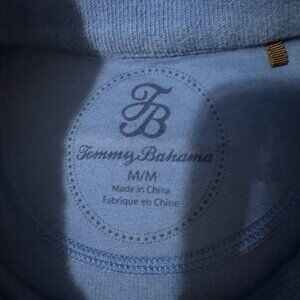 TB
Tommy Bahama
M/M
Made in China
Fabriqué en Chine